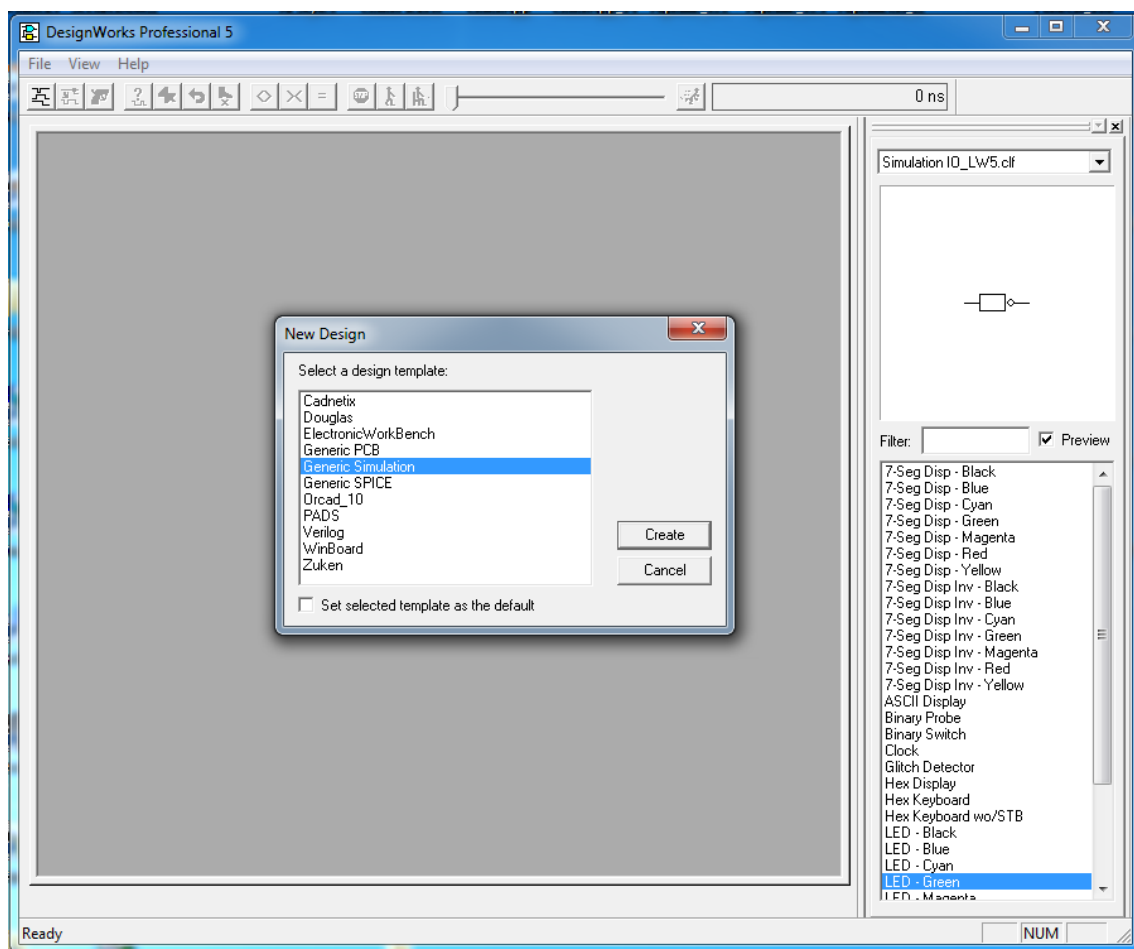 DesignWorks Professional 5
File View Help
0 ns
Simulation IO_LW5.clf
New Design
Select a design template:
Cadnetix
Douglas
ElectronicWorkBench
Generic PCB
Generic Simulation
Generic SPICE
Orcad_10
PADS
Verilog
WinBoard
Zuken
Create
Cancel
Set selected template as the default
Filter:
Preview
7-Seg Disp - Black
7-Seg Disp - Blue
7-Seg Disp - Cyan
7-Seg Disp - Green
7-Seg Disp - Magenta
7-Seg Disp - Red
7-Seg Disp - Yellow
7-Seg Disp Inv - Black
7-Seg Disp Inv - Blue
7-Seg Disp Inv - Cyan
7-Seg Disp Inv - Green
7-Seg Disp Inv - Magenta
7-Seg Disp Inv - Red
7-Seg Disp Inv - Yellow
ASCII Display
Binary Probe
Binary Switch
Clock
Glitch Detector
Hex Display
Hex Keyboard
Hex Keyboard wo/STB
LED - Black
LED - Blue
LED - Cyan
LED - Green
LED - Magenta
Ready
NUM